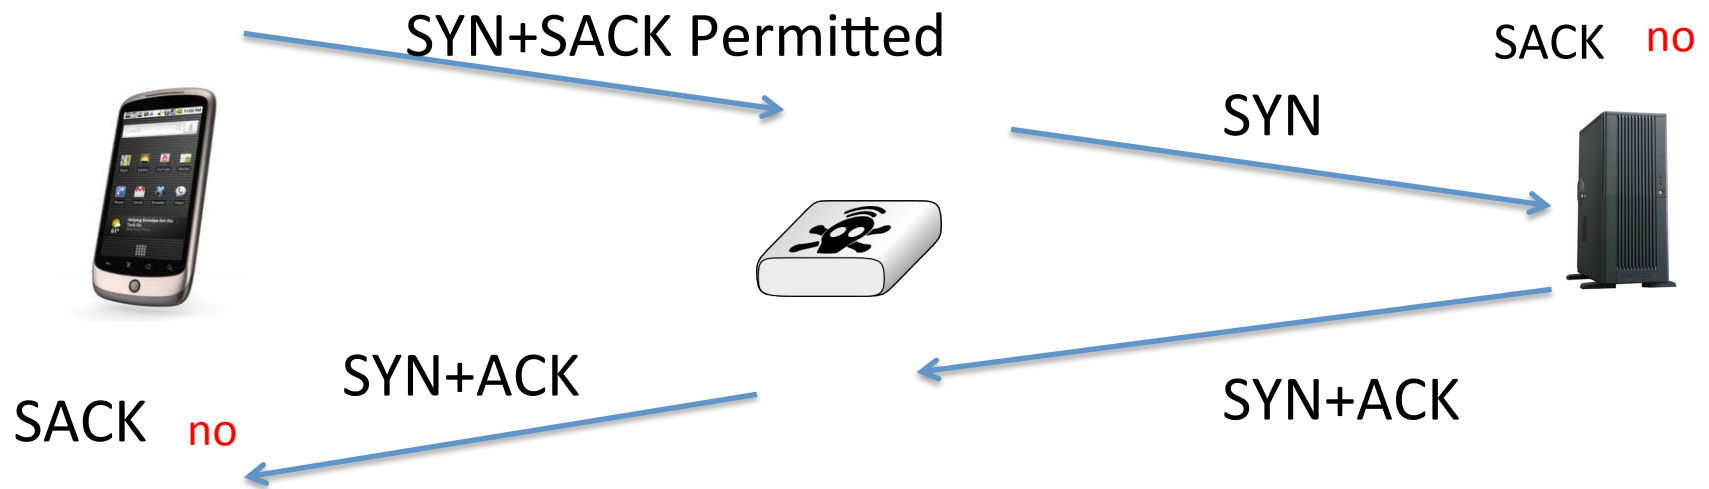 SYN+SACK Permitted
SACK no
SYN
SYN+ACK
SYN+ACK
SACK no